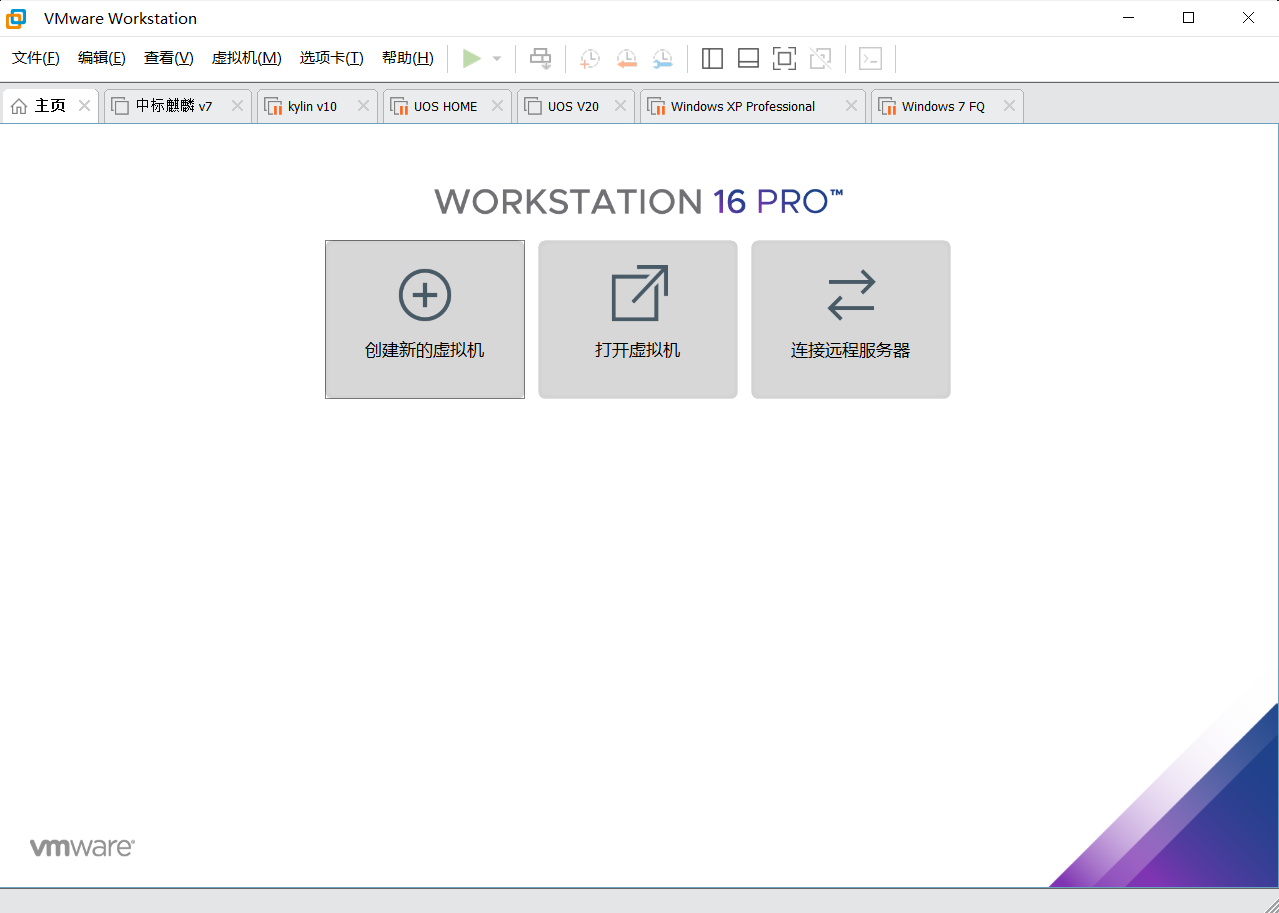 VMware Workstation
文件(F) 编辑(E) 查看(V) 虚拟机(M) 选项卡(T) 帮助(H)
主页 中标麒麟 v7 kylin v10 UOS HOME UOS V20 Windows XP Professional Windows 7 FQ
WORKSTATION 16 PRO™
创建新的虚拟机 打开虚拟机 连接远程服务器
vmware®